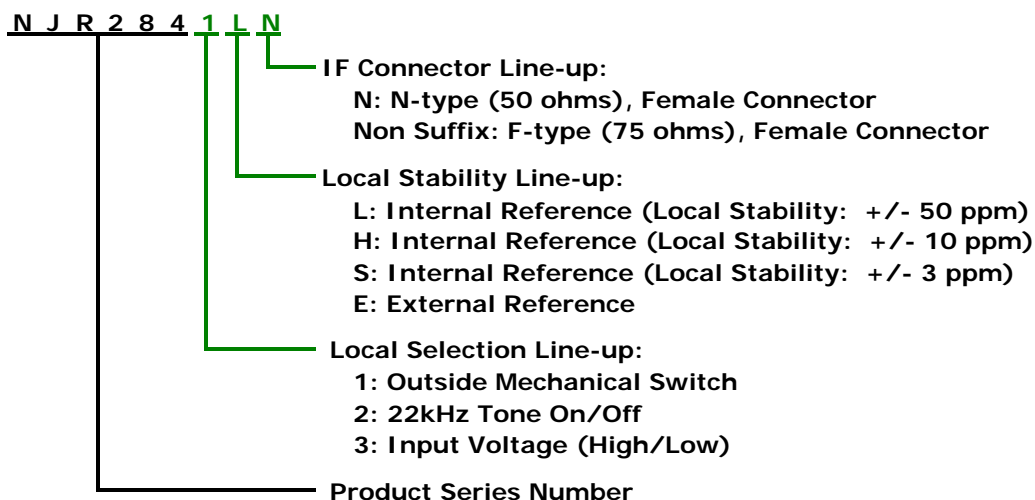 N J R 2 8 4 1 L N
IF Connector Line-up:
N: N-type (50 ohms), Female Connector
Non Suffix: F-type (75 ohms), Female Connector
Local Stability Line-up:
L: Internal Reference (Local Stability: +/- 50 ppm)
H: Internal Reference (Local Stability: +/- 10 ppm)
S: Internal Reference (Local Stability: +/- 3 ppm)
E: External Reference
Local Selection Line-up:
1: Outside Mechanical Switch
2: 22kHz Tone On/Off
3: Input Voltage (High/Low)
Product Series Number